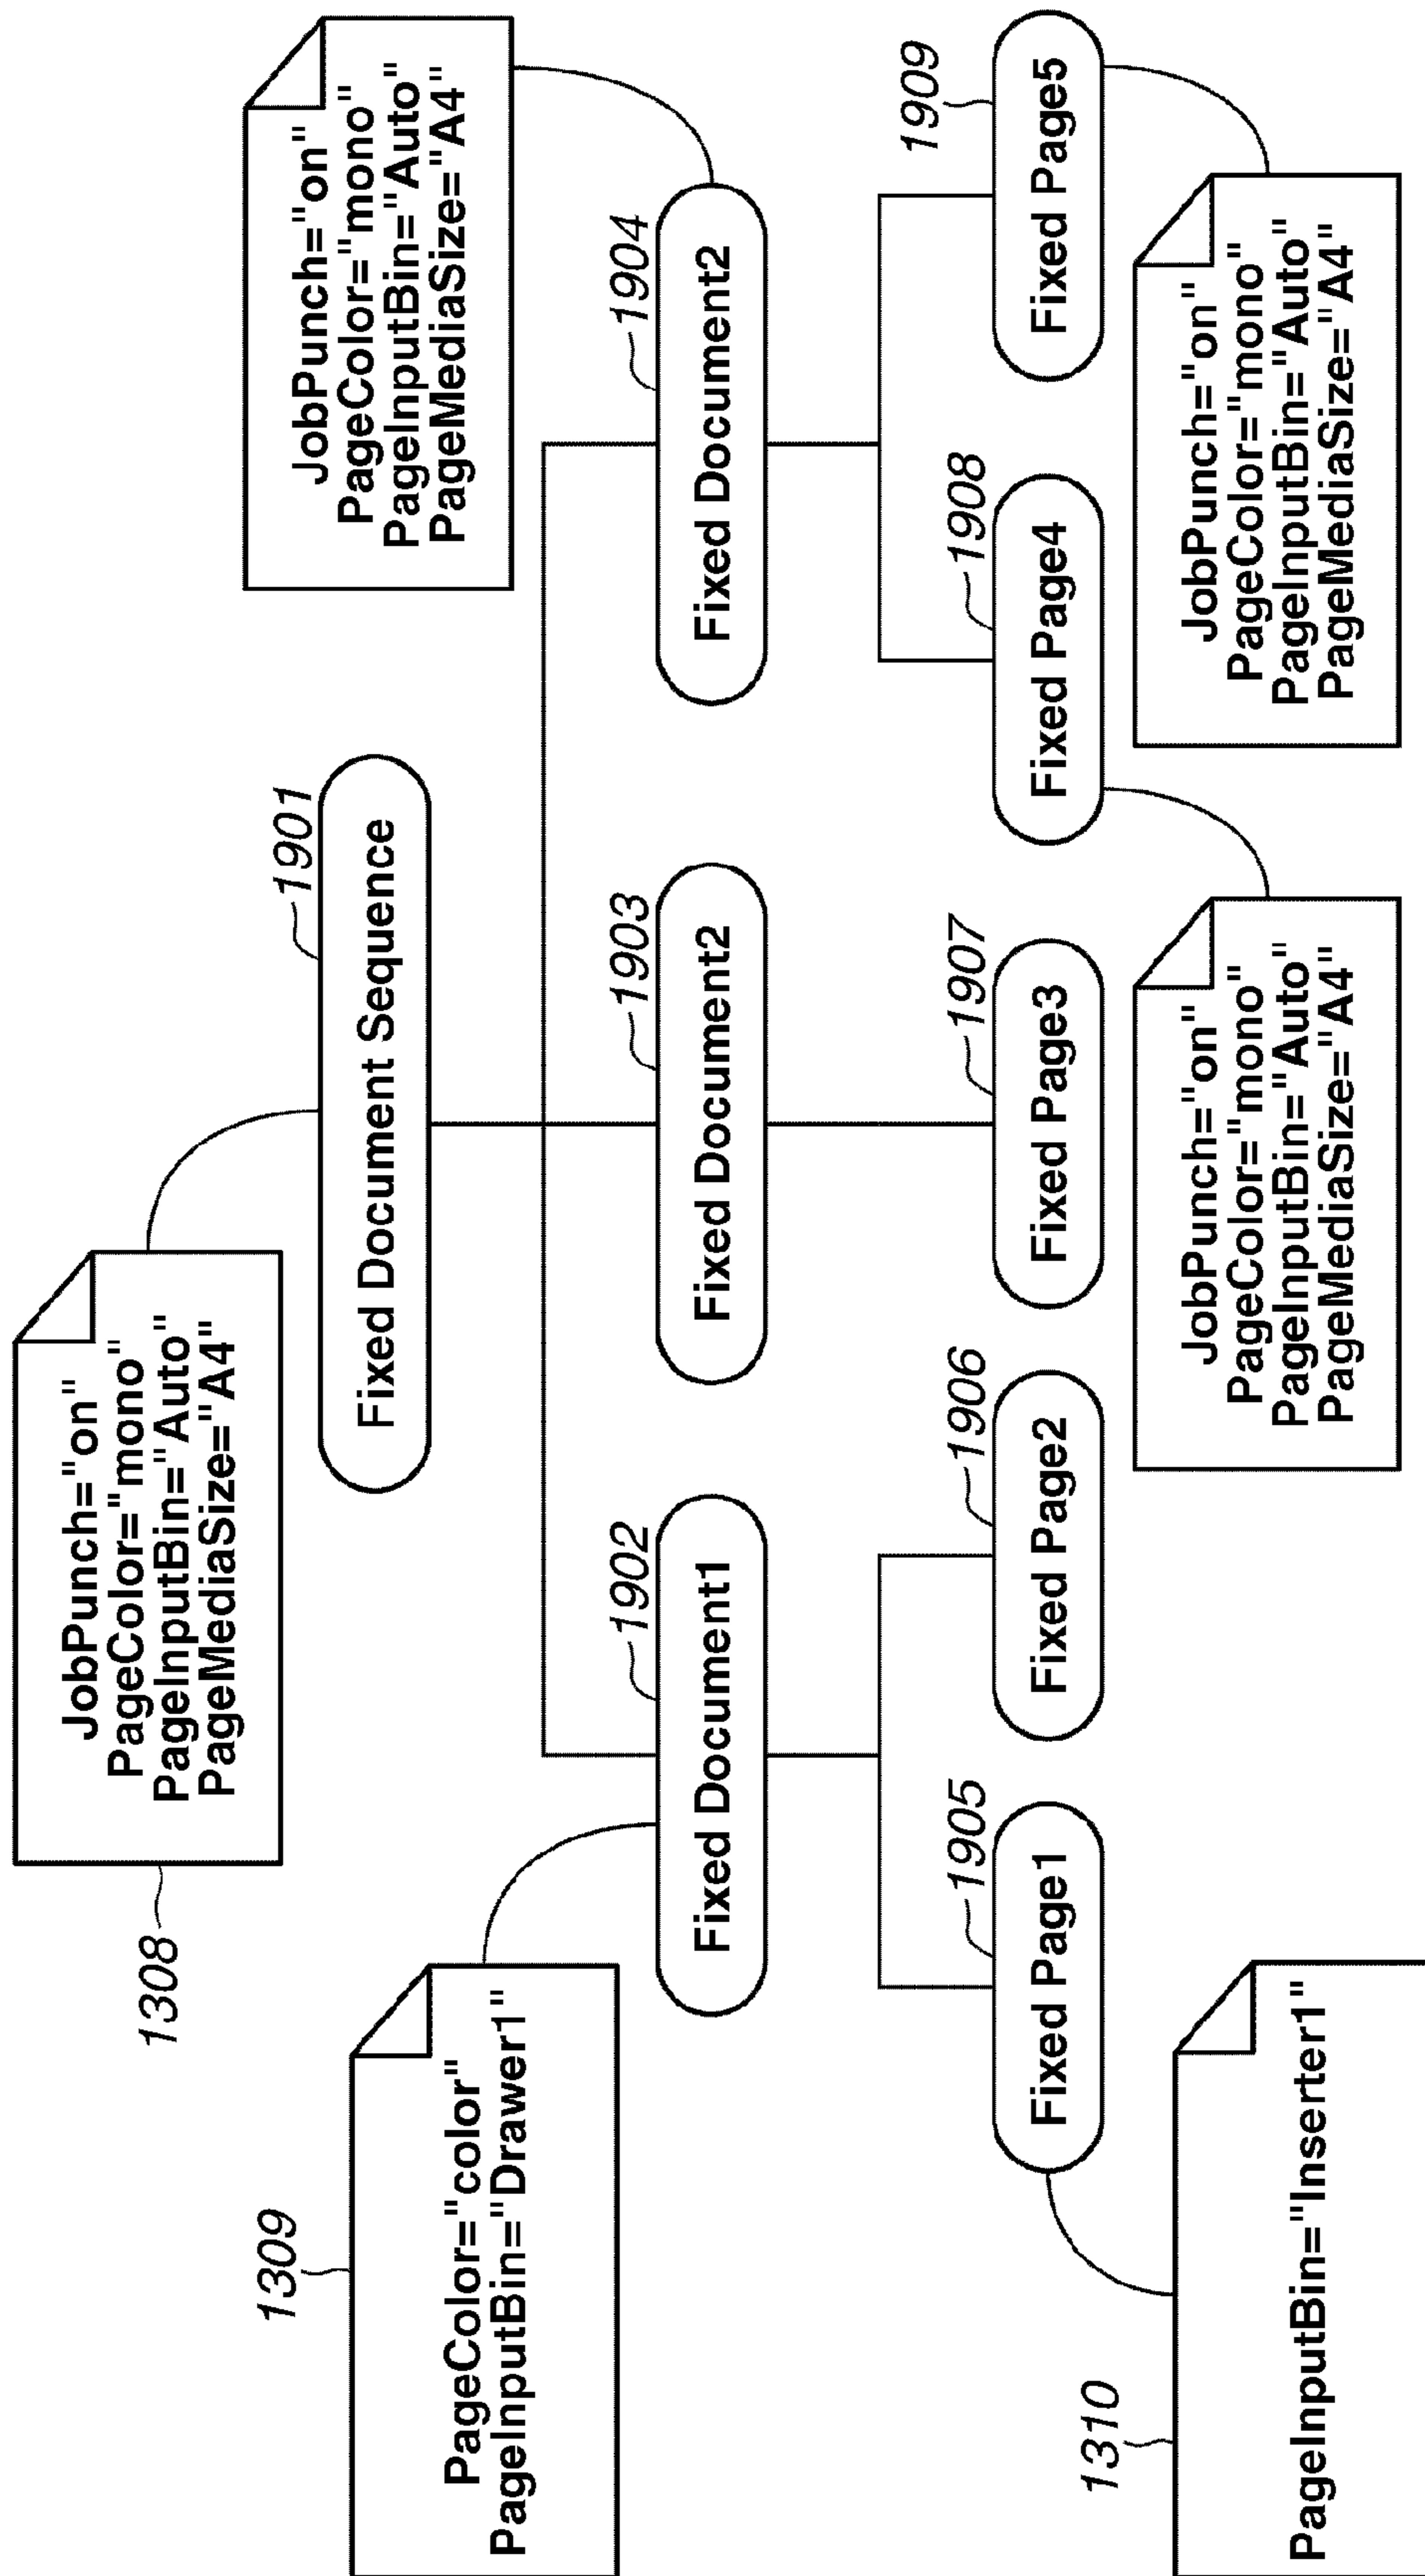 1308
JobPunch="on"
PageColor="mono"
PageInputBin="Auto"
PageMediaSize="A4"
JobPunch="on"
PageColor="mono"
PageInputBin="Auto"
PageMediaSize="A4"
1309
PageColor="color"
PageInputBin="Drawer1"
1901
Fixed Document Sequence
1902
Fixed Document1
1903
Fixed Document2
1904
Fixed Document2
1905
Fixed Page1
1906
Fixed Page2
1907
Fixed Page3
1908
Fixed Page4
1909
Fixed Page5
1310
PageInputBin="Inserter1"
JobPunch="on"
PageColor="mono"
PageInputBin="Auto"
PageMediaSize="A4"
JobPunch="on"
PageColor="mono"
PageInputBin="Auto"
PageMediaSize="A4"